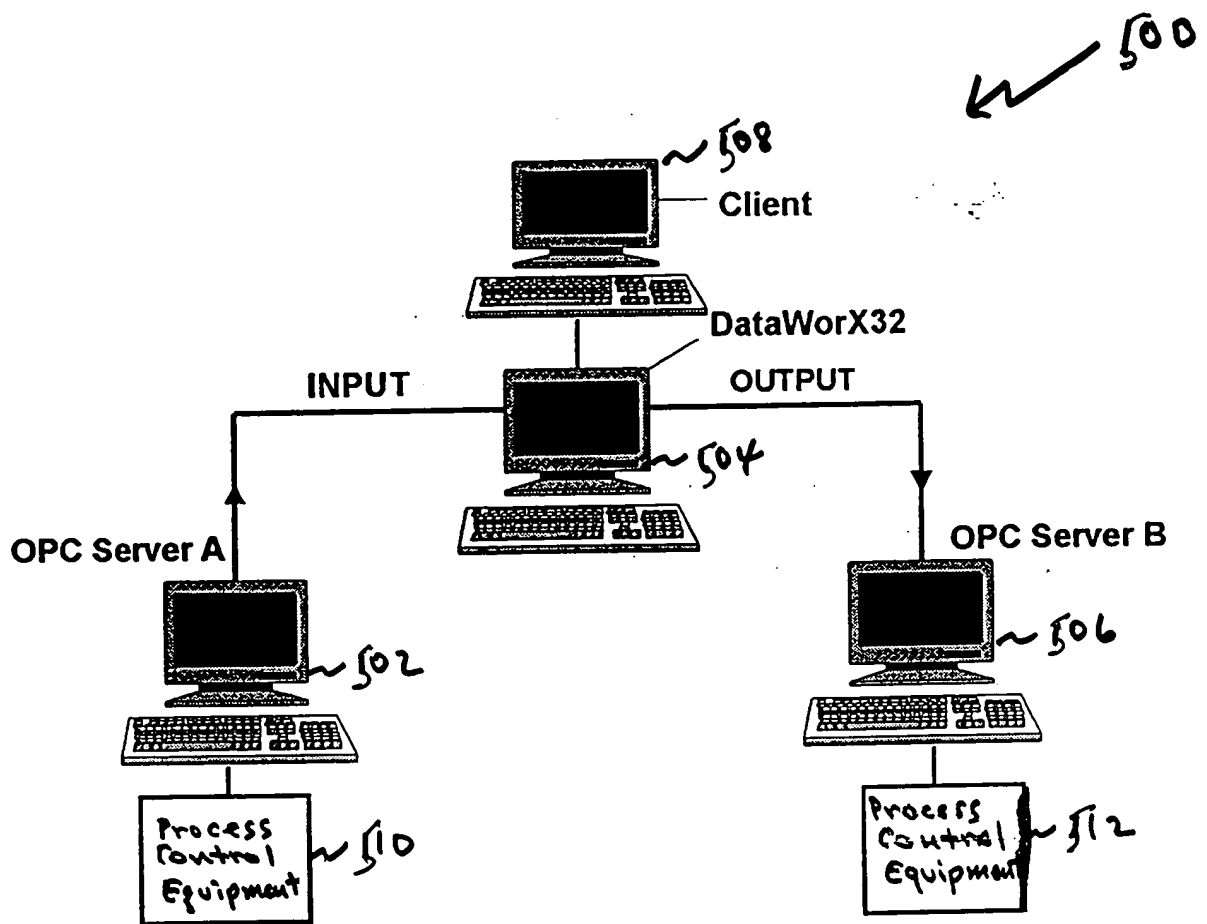 500
508
Client
DataWorX32
INPUT
OUTPUT
504
OPC Server A
OPC Server B
502
506
Process
Control
Equipment
510
Process
Control
Equipment
512